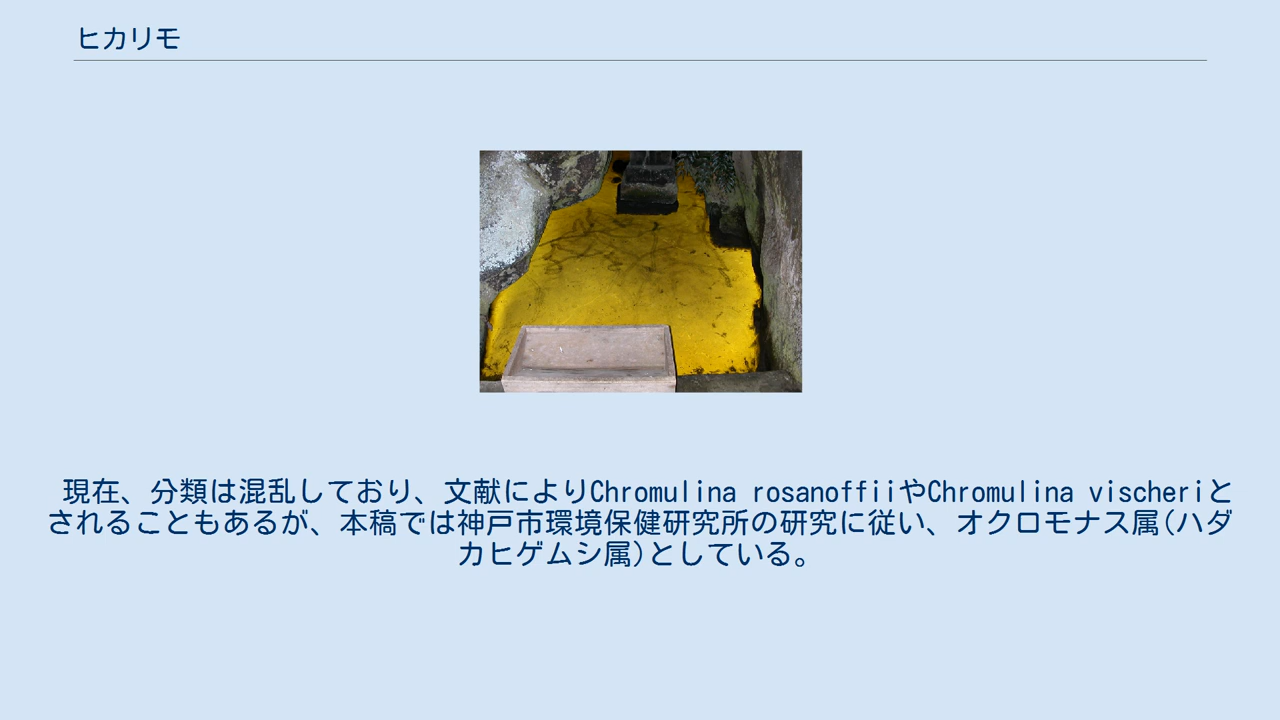 ヒカリモ
現在、分類は混乱しており、文献によりChromulina rosanoffiiやChromulina vischeriと
されることもあるが、本稿では神戸市環境保健研究所の研究に従い、オクロモナス属(ハダ
カヒゲムシ属)としている。